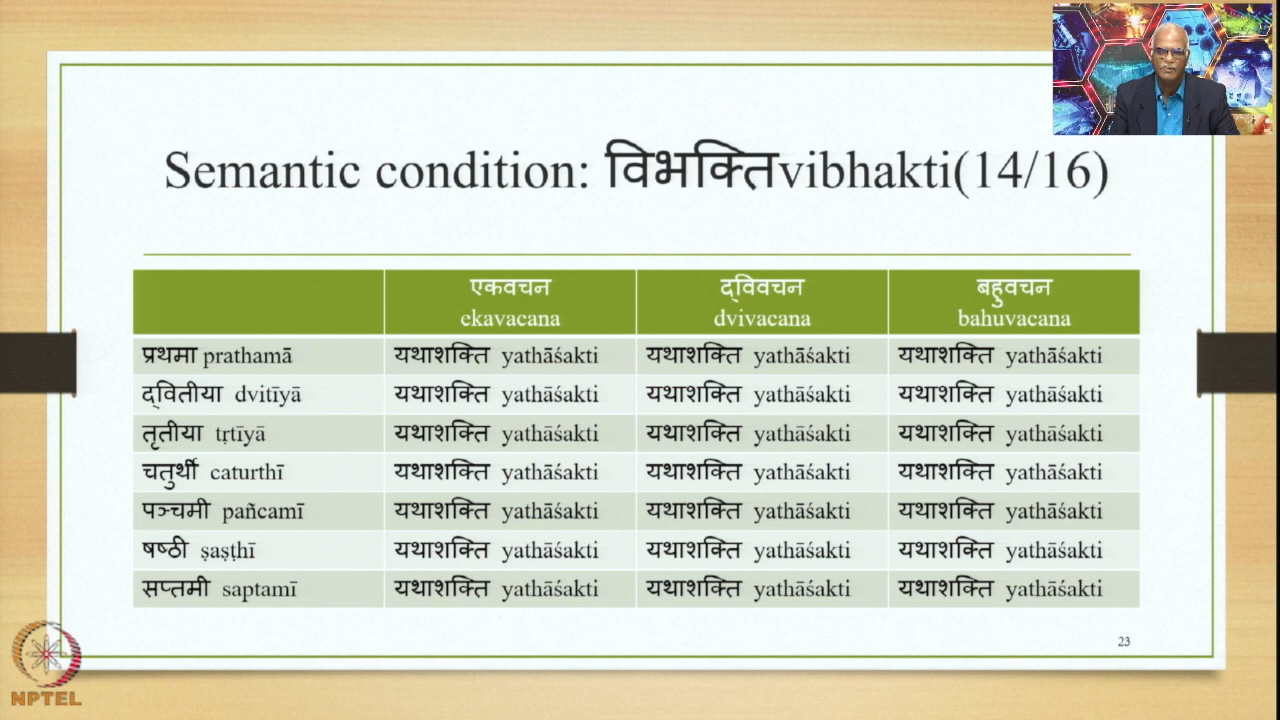 Semantic condition: विभक्तिvibhakti(14/16)
एकवचन द्विवचन बहुवचन
ekavacana dvivacana bahuvacana
प्रथमा prathamā यथाशक्ति yathāśakti यथाशक्ति yathāśakti यथाशक्ति yathāśakti
द्वितीया dvitīyā यथाशक्ति yathāśakti यथाशक्ति yathāśakti यथाशक्ति yathāśakti
तृतीया tṛtīyā यथाशक्ति yathāśakti यथाशक्ति yathāśakti यथाशक्ति yathāśakti
चतुर्थी caturthī यथाशक्ति yathāśakti यथाशक्ति yathāśakti यथाशक्ति yathāśakti
पञ्चमी pañcamī यथाशक्ति yathāśakti यथाशक्ति yathāśakti यथाशक्ति yathāśakti
षष्ठी ṣaṣṭhī यथाशक्ति yathāśakti यथाशक्ति yathāśakti यथाशक्ति yathāśakti
सप्तमी saptamī यथाशक्ति yathāśakti यथाशक्ति yathāśakti यथाशक्ति yathāśakti
23
NPTEL